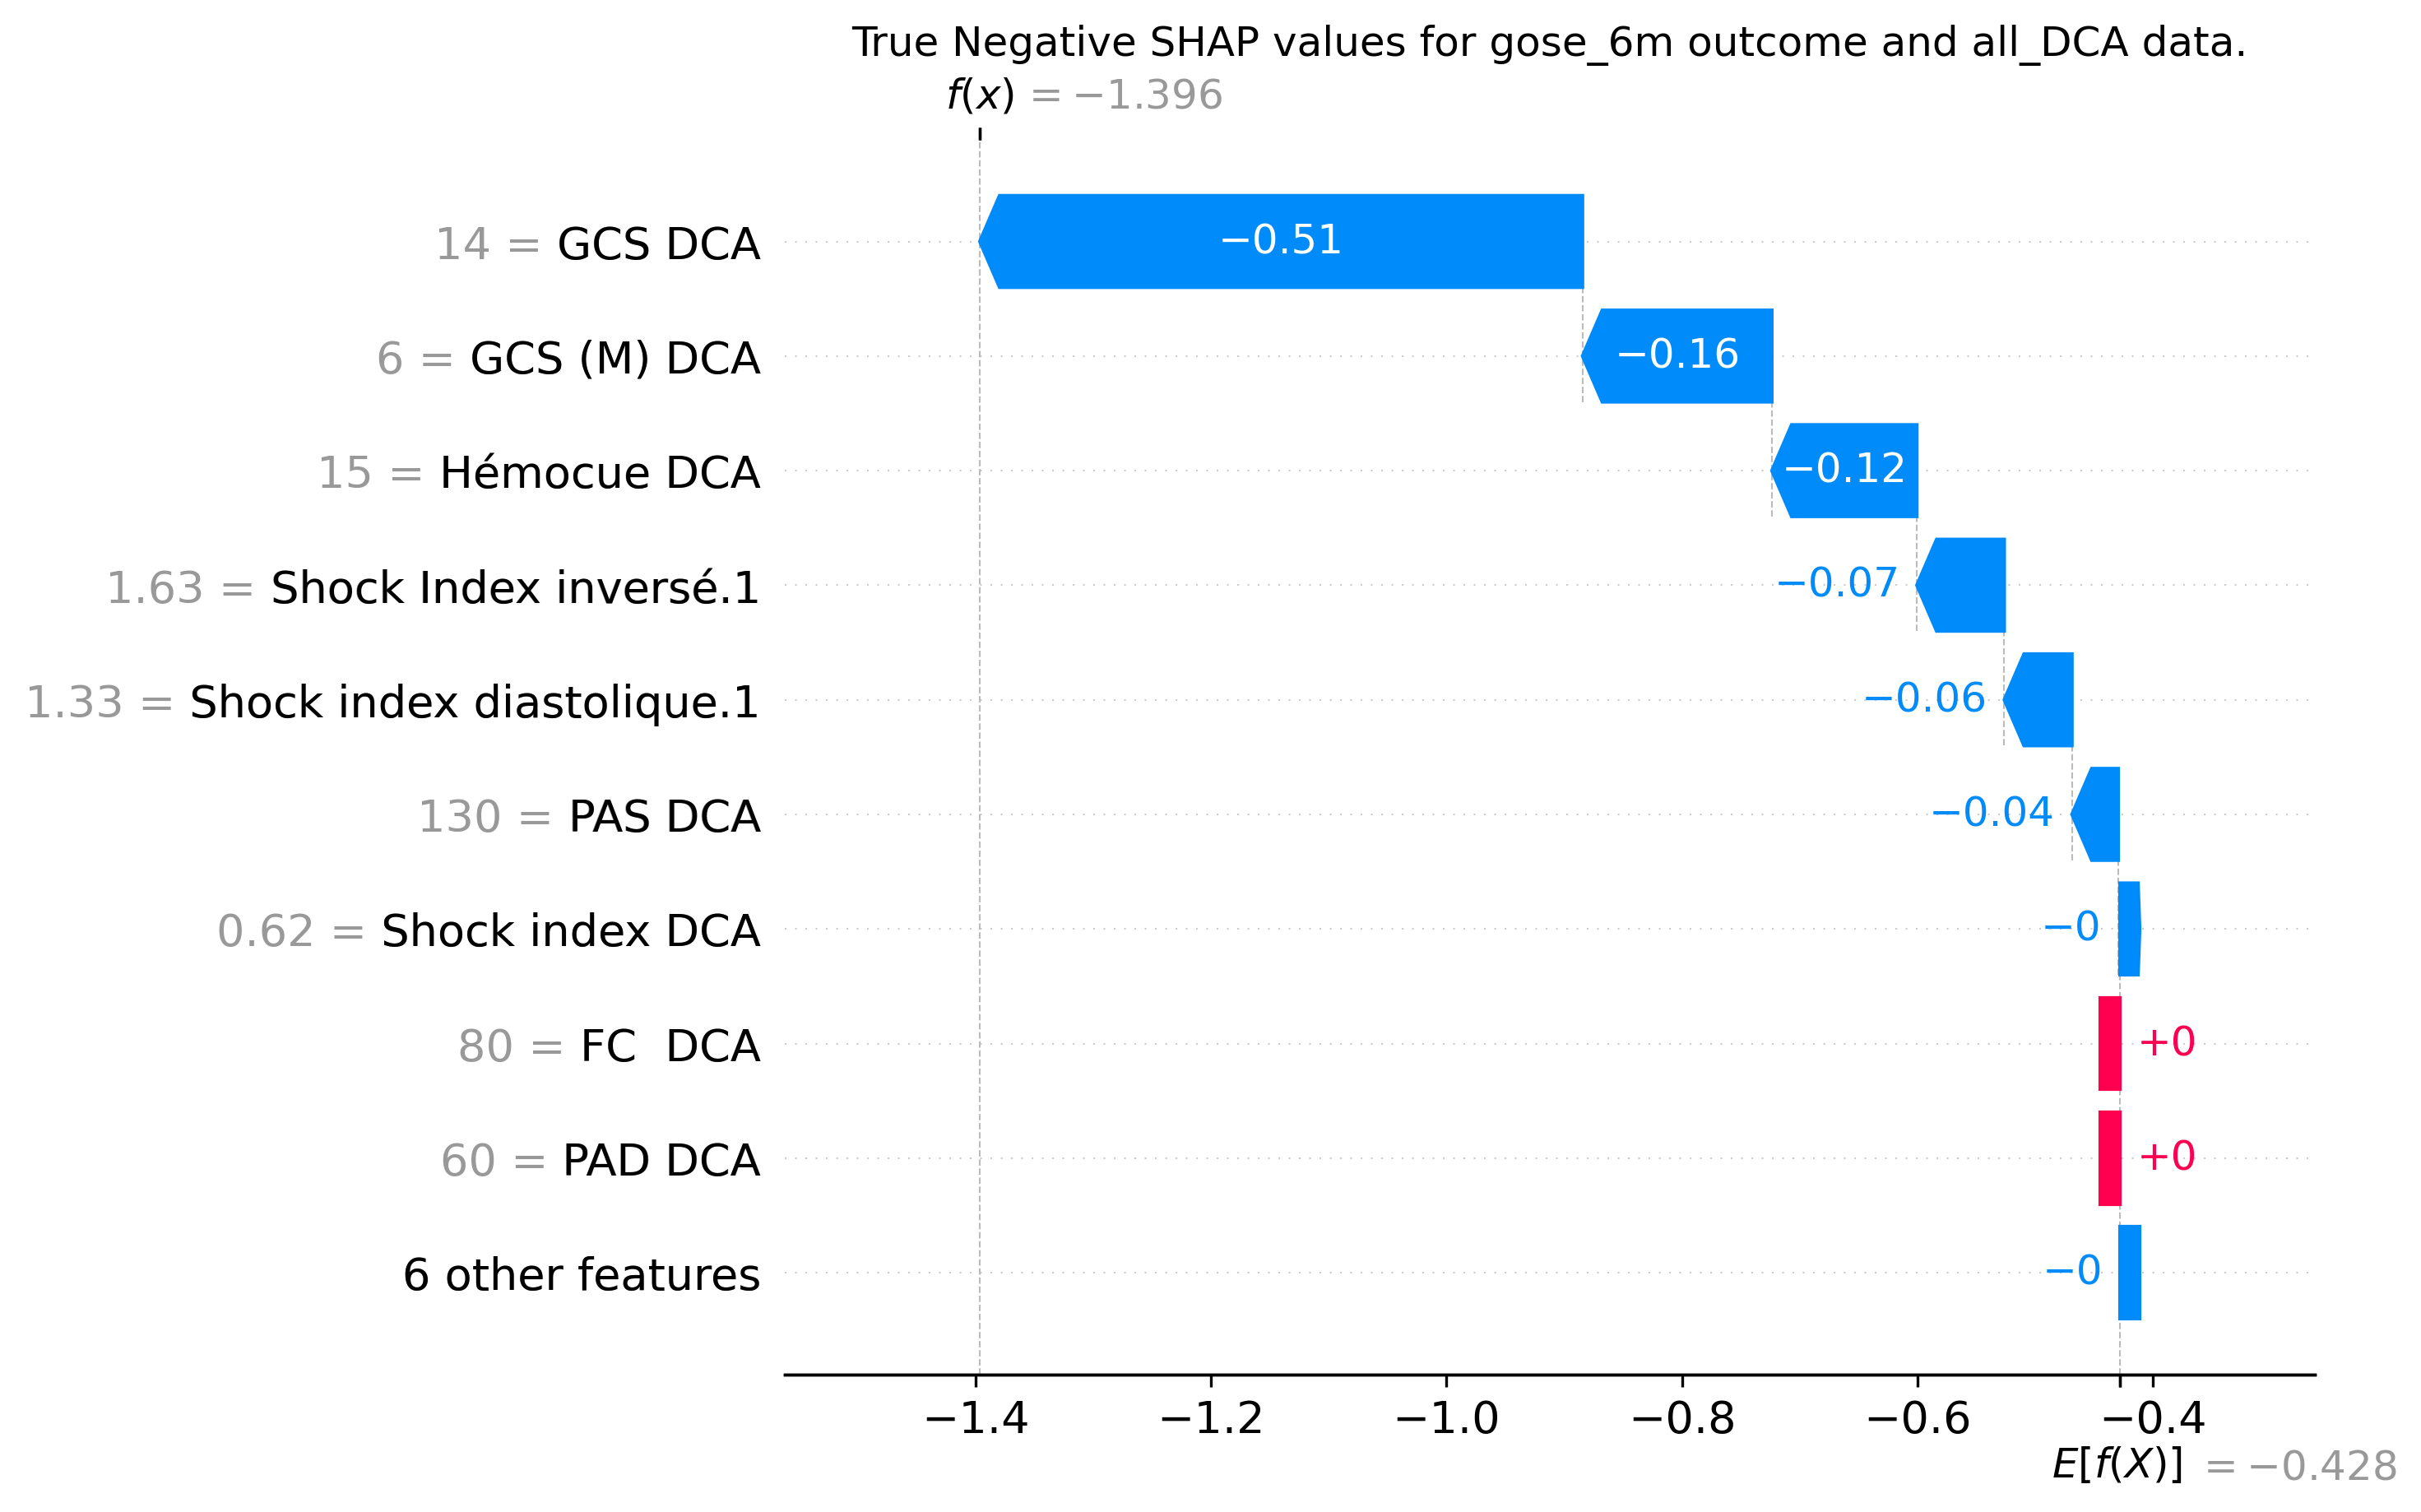 True Negative SHAP values for gose_6m outcome and all_DCA data.
f(x) = −1.396
14 = GCS DCA −0.51
6 = GCS (M) DCA −0.16
15 = Hémocue DCA −0.12
1.63 = Shock Index inversé.1 −0.07
1.33 = Shock index diastolique.1 −0.06
130 = PAS DCA −0.04
0.62 = Shock index DCA −0
80 = FC  DCA +0
60 = PAD DCA +0
6 other features −0
−1.4 −1.2 −1.0 −0.8 −0.6 −0.4
E[f(X)] = −0.428